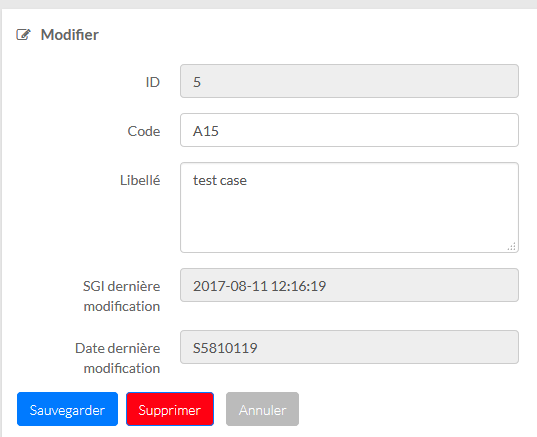 Modifier
ID
5
Code
A15
Libellé
test case
SGI dernière
modification
2017-08-11 12:16:19
Date dernière
modification
S5810119
Sauvegarder
Supprimer
Annuler